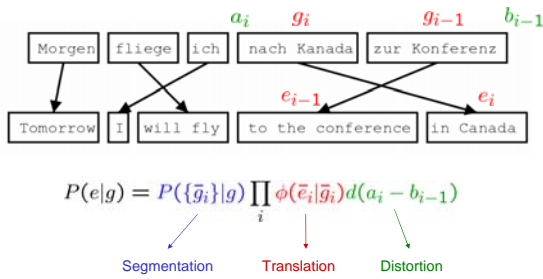 a_i g_i g_{i-1} b_{i-1}
Morgen fliege ich nach Kanada zur Konferenz
e_{i-1} e_i
Tomorrow I will fly to the conference in Canada
P(e|g) = P({ḡ_i}|g) ∏_i ϕ(ē_i|ḡ_i)d(a_i − b_{i-1})
Segmentation Translation Distortion